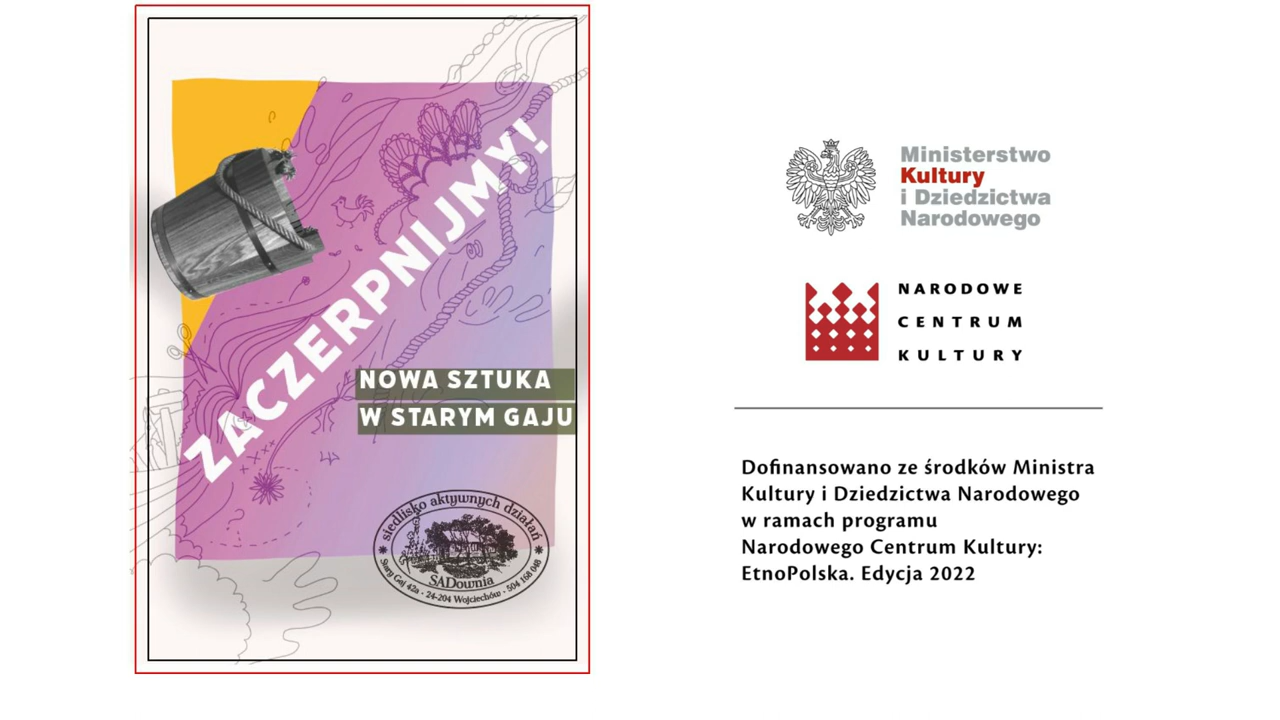 ZACZERPNIJMY!
NOWA SZTUKA
W STARYM GAJU
siedlisko aktywnych działań
SADownia
Stary Gaj 42a - 24-204 Wojciechów - 504 168 048
Ministerstwo
Kultury
i Dziedzictwa
Narodowego
NARODOWE
CENTRUM
KULTURY
Dofinansowano ze środków Ministra
Kultury i Dziedzictwa Narodowego
w ramach programu
Narodowego Centrum Kultury:
EtnoPolska. Edycja 2022